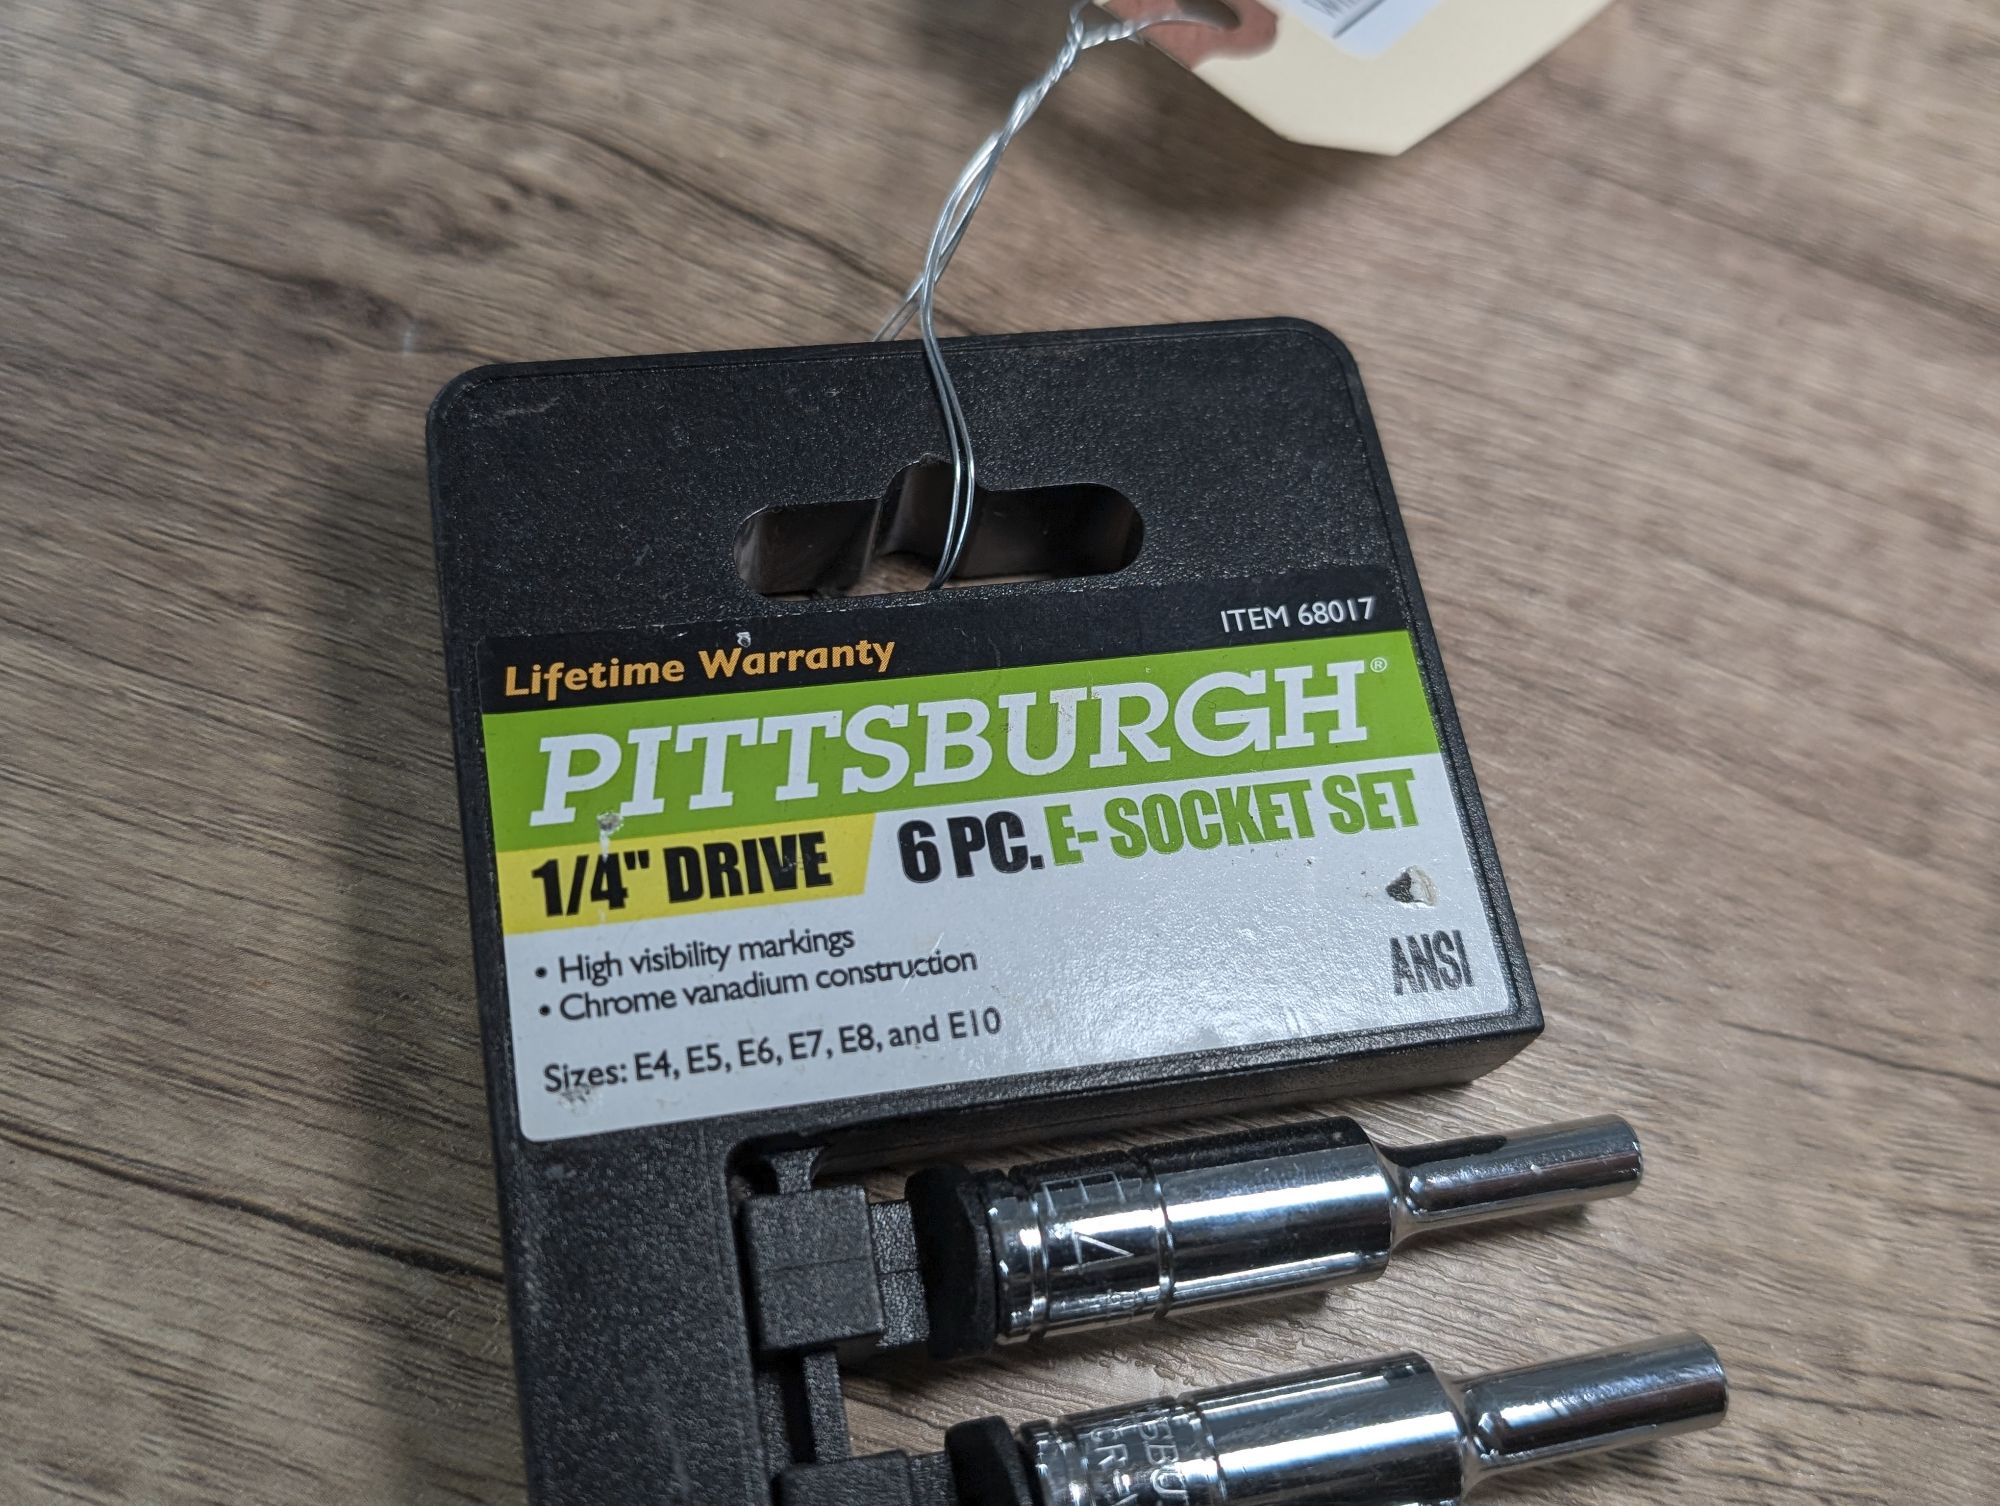 Lifetime Warranty
ITEM 68017
PITTSBURGH®
1/4" DRIVE
6 PC. E- SOCKET SET
• High visibility markings
• Chrome vanadium construction
ANSI
Sizes: E4, E5, E6, E7, E8, and E10
E4